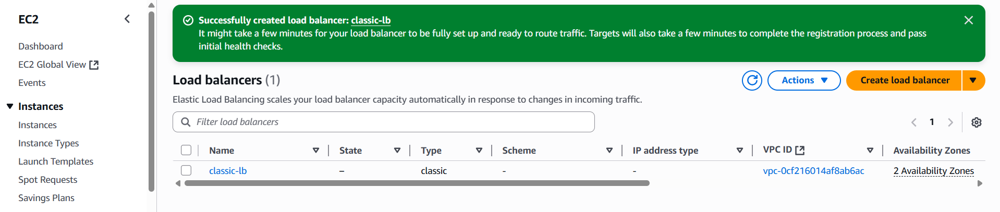 EC2
Dashboard
EC2 Global View
Events
Instances
Instances
Instance Types
Launch Templates
Spot Requests
Savings Plans
Successfully created load balancer: classic-lb
It might take a few minutes for your load balancer to be fully set up and ready to route traffic. Targets will also take a few minutes to complete the registration process and pass
initial health checks.
Load balancers (1)
Actions
Create load balancer
Elastic Load Balancing scales your load balancer capacity automatically in response to changes in incoming traffic.
Filter load balancers
1
Name State Type Scheme IP address type VPC ID Availability Zones
classic-lb – classic - - vpc-0cf216014af8ab6ac 2 Availability Zones